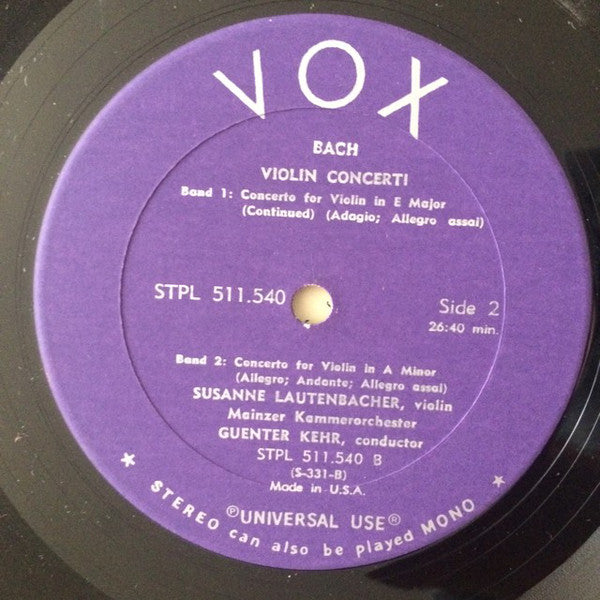 VOX
BACH
VIOLIN CONCERTI
Band 1: Concerto for Violin in E Major
(Continued) (Adagio; Allegro assai)
STPL 511.540
Side 2
26:40 min.
Band 2: Concerto for Violin in A Minor
(Allegro; Andante; Allegro assai)
SUSANNE LAUTENBACHER, violin
Mainzer Kammerorchester
GUENTER KEHR, conductor
STPL 511.540 B
(S-331-B)
Made in U.S.A.
℗UNIVERSAL USE®
★ STEREO can also be played MONO ★